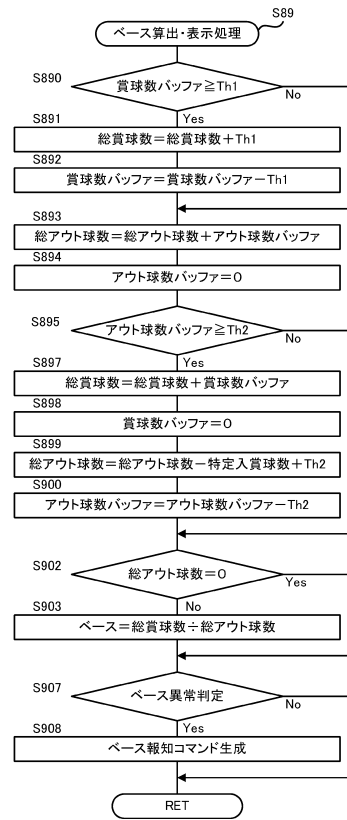 ベース算出・表示処理
S89
S890
賞球数バッファ≧Th1
No
Yes
S891
総賞球数=総賞球数+Th1
S892
賞球数バッファ=賞球数バッファ−Th1
S893
総アウト球数=総アウト球数+アウト球数バッファ
S894
アウト球数バッファ=0
S895
アウト球数バッファ≧Th2
No
Yes
S897
総賞球数=総賞球数+賞球数バッファ
S898
賞球数バッファ=0
S899
総アウト球数=総アウト球数−特定入賞球数+Th2
S900
アウト球数バッファ=アウト球数バッファ−Th2
S902
総アウト球数=0
Yes
No
S903
ベース=総賞球数÷総アウト球数
S907
ベース異常判定
No
Yes
S908
ベース報知コマンド生成
RET